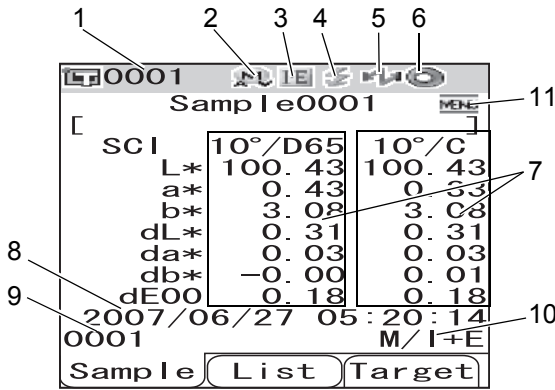 1 2 3 4 5 6
0001
Sample0001 MENU 11
[ ]
SCI 10°/D65 10°/C
L* 100.43 100.43
a* 0.43 0.33
b* 3.08 3.08 7
dL* 0.31 0.31
da* 0.03 0.03
8 db* -0.00 0.01
dE00 0.18 0.18
9 2007/06/27 05:20:14
0001 M/I+E 10
Sample List Target